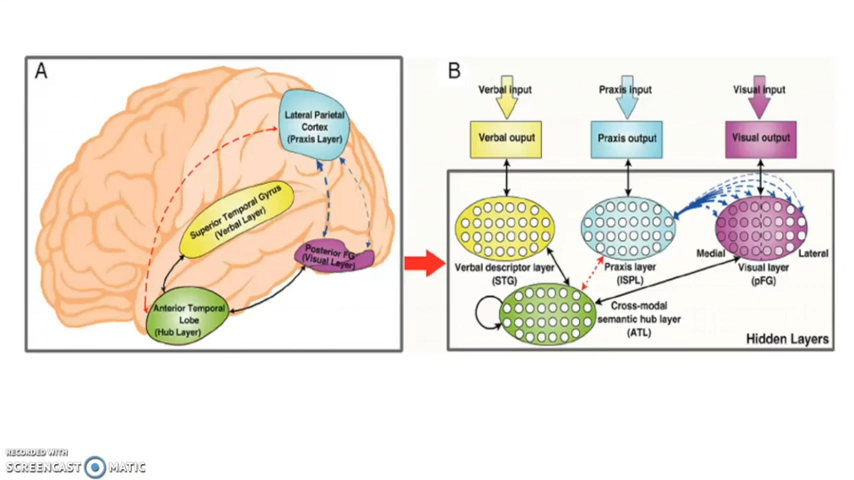 A
Lateral Parietal
Cortex
(Praxis Layer)
Superior Temporal Gyrus
(Verbal Layer)
Posterior FG
(Visual Layer)
Anterior Temporal
Lobe
(Hub Layer)
B
Verbal input
Praxis input
Visual input
Verbal ouput
Praxis output
Visual output
Medial
Lateral
Verbal descriptor layer
(STG)
Praxis layer
(ISPL)
Visual layer
(pFG)
Cross-modal
semantic hub layer
(ATL)
Hidden Layers
RECORDED WITH
SCREENCAST MATIC